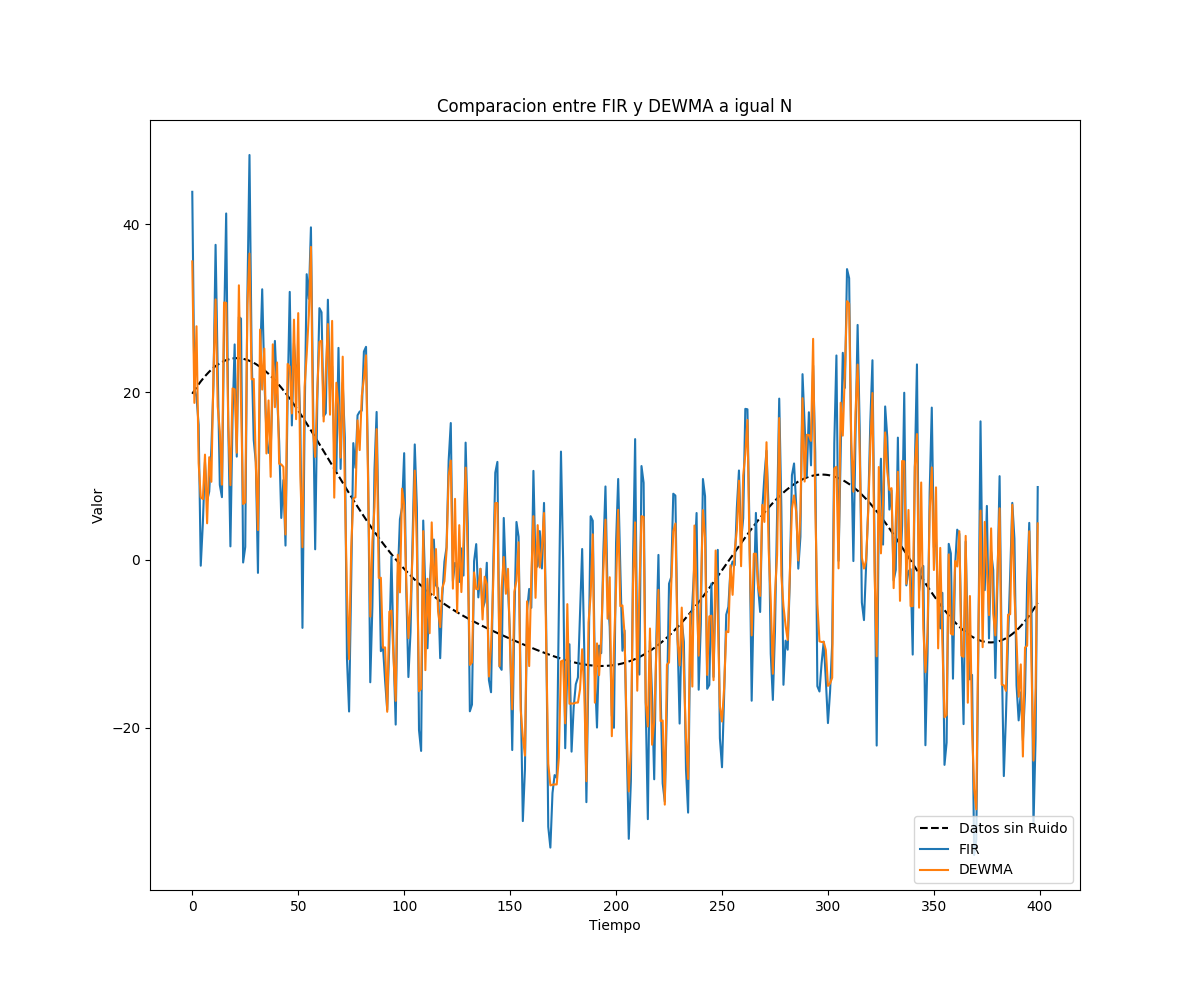 Comparacion entre FIR y DEWMA a igual N
Valor
40
20
0
−20
0 50 100 150 200 250 300 350 400
Tiempo
Datos sin Ruido
FIR
DEWMA